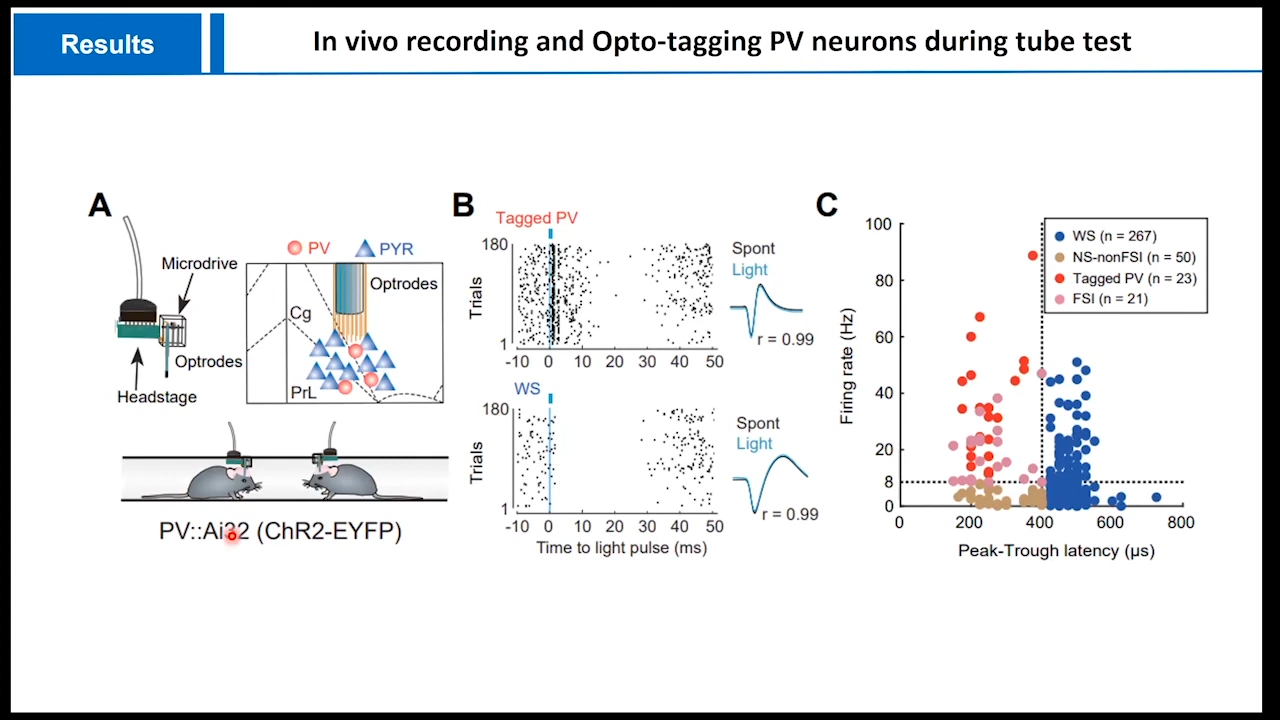 Results
In vivo recording and Opto-tagging PV neurons during tube test
A
Microdrive
Optrodes
Headstage
PV
PYR
Optrodes
Cg
PrL
PV::Ai32 (ChR2-EYFP)
B
Tagged PV
180
Trials
1
-10 0 10 20 30 40 50
Spont
Light
r = 0.99
WS
180
Trials
1
-10 0 10 20 30 40 50
Time to light pulse (ms)
Spont
Light
r = 0.99
C
100
80
60
40
20
8
0
Firing rate (Hz)
0 200 400 600 800
Peak-Trough latency (μs)
WS (n = 267)
NS-nonFSI (n = 50)
Tagged PV (n = 23)
FSI (n = 21)